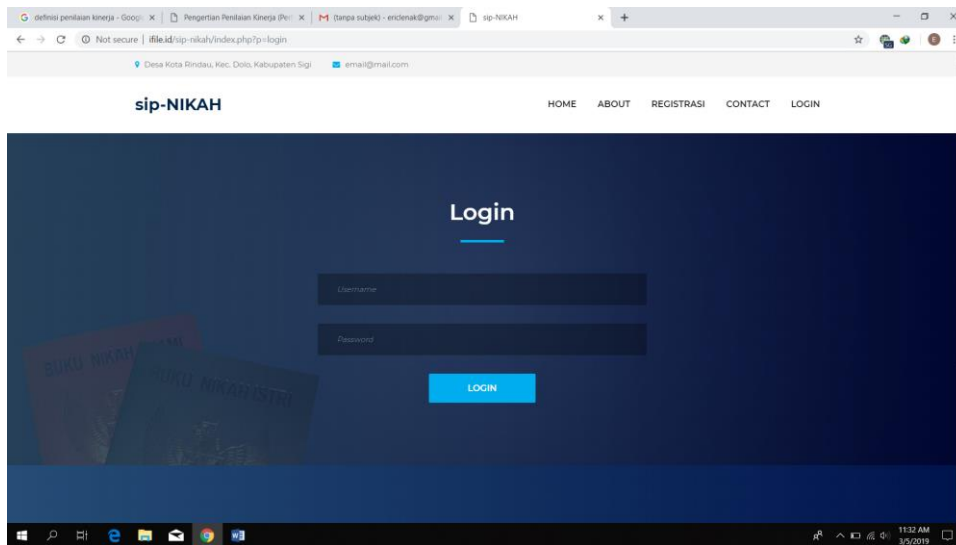 definisi penilaian kinerja - Googl
Pengertian Penilaian Kinerja (Per
(tanpa subjek) - ericlenak@gmai
sip-NIKAH
Not secure | ifile.id/sip-nikah/index.php?p=login
Desa Kota Rindau, Kec. Dolo, Kabupaten Sigi
email@mail.com
sip-NIKAH
HOME ABOUT REGISTRASI CONTACT LOGIN
Login
Username
Password
LOGIN
BUKU NIKAH SUAMI
BUKU NIKAH ISTRI
11:32 AM
3/5/2019